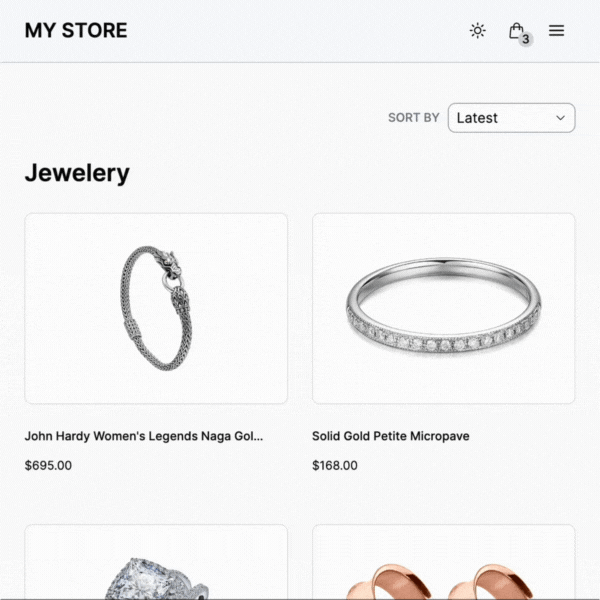 MY STORE
3
SORT BY Latest
Jewelery
John Hardy Women's Legends Naga Gol...
Solid Gold Petite Micropave
$695.00
$168.00